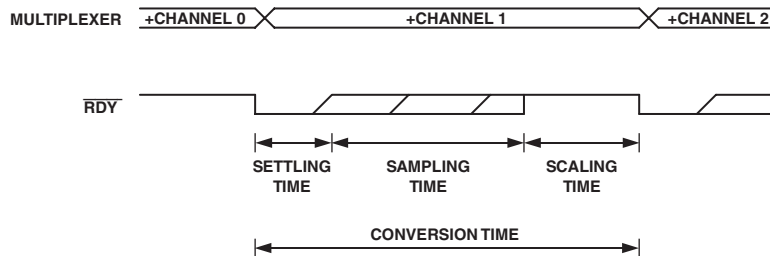 MULTIPLEXER +CHANNEL 0 +CHANNEL 1 +CHANNEL 2
RDY
SETTLING TIME
SAMPLING TIME
SCALING TIME
CONVERSION TIME